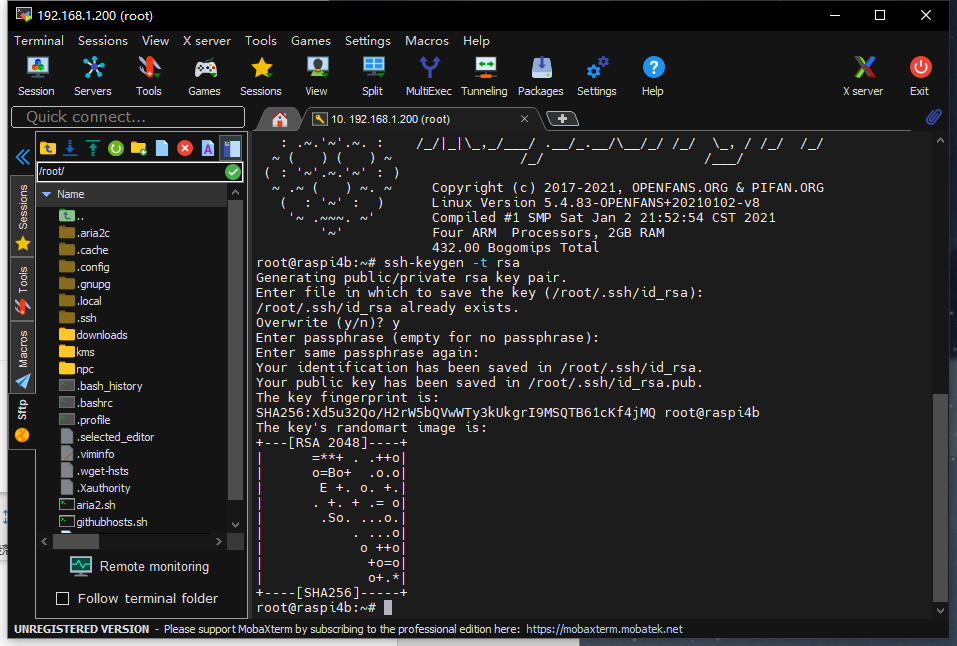 192.168.1.200 (root)
Terminal Sessions View X server Tools Games Settings Macros Help
Session Servers Tools Games Sessions View Split MultiExec Tunneling Packages Settings Help X server Exit
Quick connect...
10. 192.168.1.200 (root)
/root/
Name
..
.aria2c
.cache
.config
.gnupg
.local
.ssh
downloads
kms
npc
.bash_history
.bashrc
.profile
.selected_editor
.viminfo
.wget-hsts
.Xauthority
aria2.sh
githubhosts.sh
Sessions
Tools
Macros
Sftp
Remote monitoring
Follow terminal folder
   : .~.'~'.~. :    /_/|_|\_,_/___/ .__/_.__/\__/_/ /_/  \_, / /_/  /_/
  ~ (   ) (   ) ~                /_/                    /___/
 ( : '~'.~.'~' : )
  ~ .~ (   ) ~. ~     Copyright (c) 2017-2021, OPENFANS.ORG & PIFAN.ORG
   (  : '~' :  )      Linux Version 5.4.83-OPENFANS+20210102-v8
    '~ .~~~. ~'       Compiled #1 SMP Sat Jan 2 21:52:54 CST 2021
        '~'           Four ARM  Processors, 2GB RAM
                      432.00 Bogomips Total
root@raspi4b:~# ssh-keygen -t rsa
Generating public/private rsa key pair.
Enter file in which to save the key (/root/.ssh/id_rsa):
/root/.ssh/id_rsa already exists.
Overwrite (y/n)? y
Enter passphrase (empty for no passphrase):
Enter same passphrase again:
Your identification has been saved in /root/.ssh/id_rsa.
Your public key has been saved in /root/.ssh/id_rsa.pub.
The key fingerprint is:
SHA256:Xd5u32Qo/H2rW5bQVwWTy3kUkgrI9MSQTB61cKf4jMQ root@raspi4b
The key's randomart image is:
+---[RSA 2048]----+
|      =**+ . .++o|
|      o=Bo+  .o.o|
|       E +. o. +.|
|      . +. + .= o|
|       .So. ...o.|
|           . ...o|
|            o ++o|
|             +o=o|
|             o+.*|
+----[SHA256]-----+
root@raspi4b:~#
UNREGISTERED VERSION - Please support MobaXterm by subscribing to the professional edition here: https://mobaxterm.mobatek.net